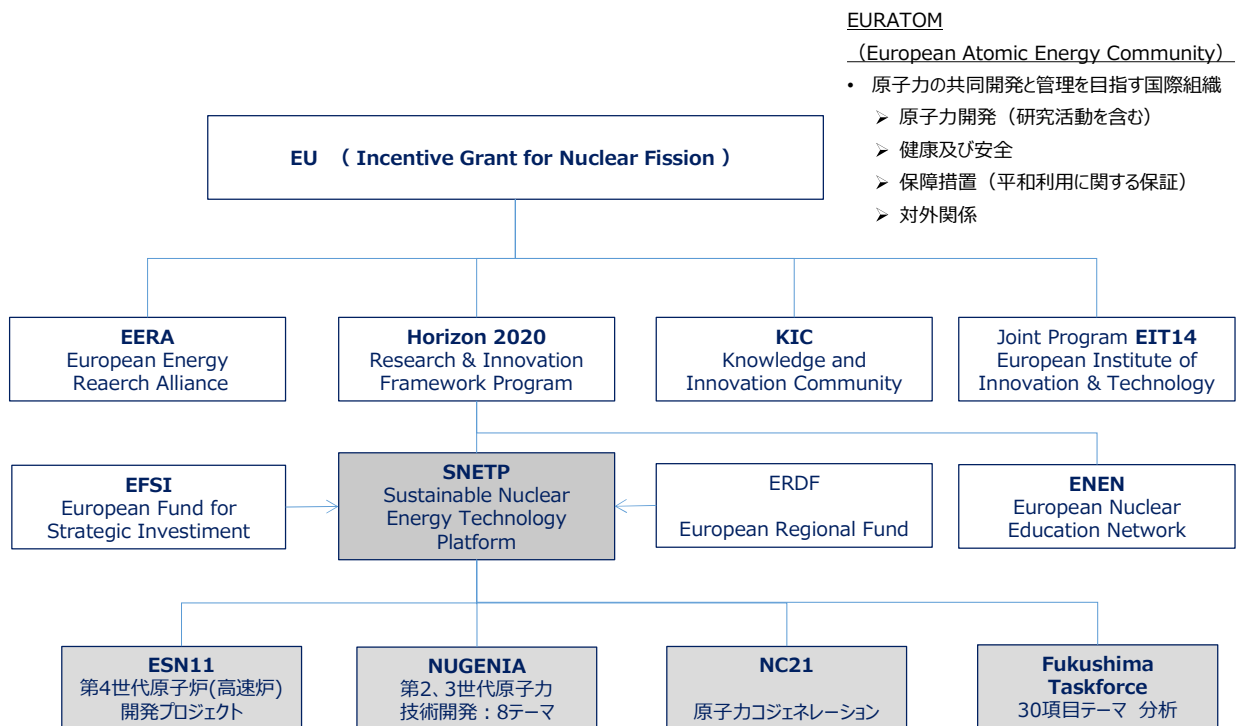 EURATOM
（European Atomic Energy Community）
• 原子力の共同開発と管理を目指す国際組織
➢ 原子力開発（研究活動を含む）
➢ 健康及び安全
➢ 保障措置（平和利用に関する保証）
➢ 対外関係
EU （ Incentive Grant for Nuclear Fission ）
EERA
European Energy
Reaerch Alliance
Horizon 2020
Research & Innovation
Framework Program
KIC
Knowledge and
Innovation Community
Joint Program EIT14
European Institute of
Innovation & Technology
EFSI
European Fund for
Strategic Investiment
SNETP
Sustainable Nuclear
Energy Technology
Platform
ERDF
European Regional Fund
ENEN
European Nuclear
Education Network
ESN11
第4世代原子炉(高速炉)
開発プロジェクト
NUGENIA
第2、3世代原子力
技術開発：8テーマ
NC21
原子力コジェネレーション
Fukushima
Taskforce
30項目テーマ 分析